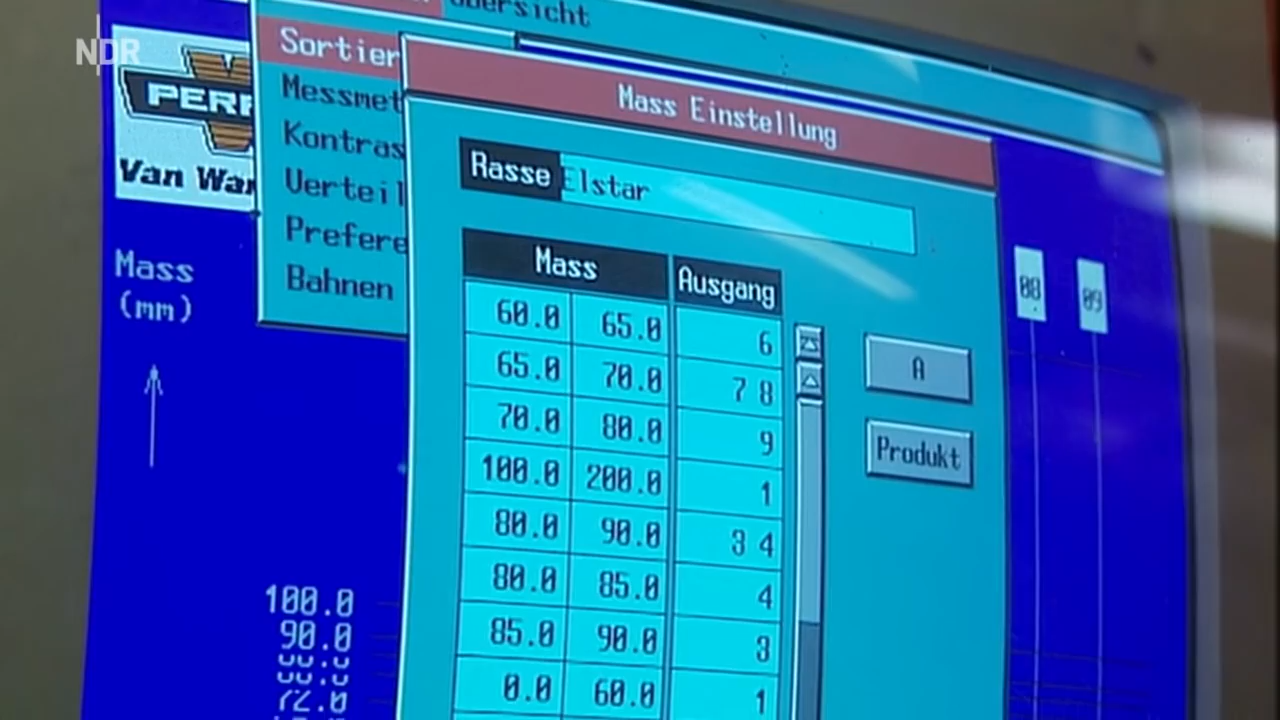 NDR
Übersicht
PERF
Van War
Mass
(mm)
Sortier
Messmet
Kontras
Verteil
Prefere
Bahnen
Mass Einstellung
Rasse Elstar
Mass Ausgang
60.0 65.0 6
65.0 70.0 7 8
70.0 80.0 9
100.0 200.0 1
80.0 90.0 3 4
80.0 85.0 4
85.0 90.0 3
0.0 60.0 1
A
Produkt
08 09
100.0
90.0
72.0